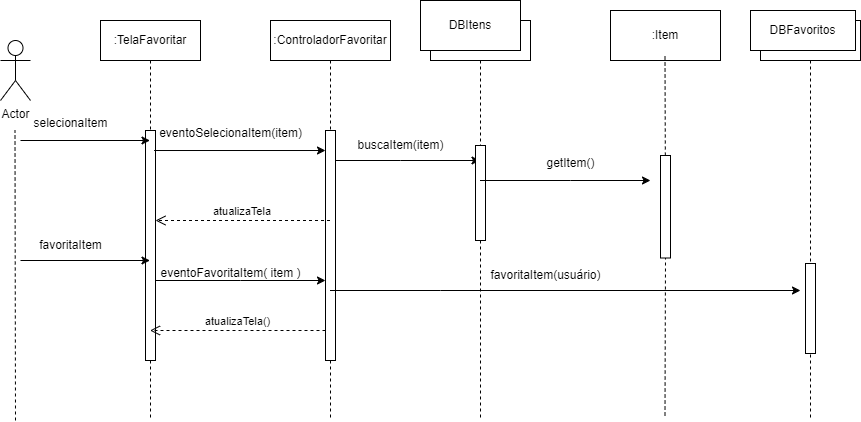 :TelaFavoritar
:ControladorFavoritar
DBItens
:Item
DBFavoritos
Actor
selecionaItem
eventoSelecionaItem(item)
buscaItem(item)
getItem()
atualizaTela
favoritaItem
eventoFavoritaItem( item )
favoritaItem(usuário)
atualizaTela()